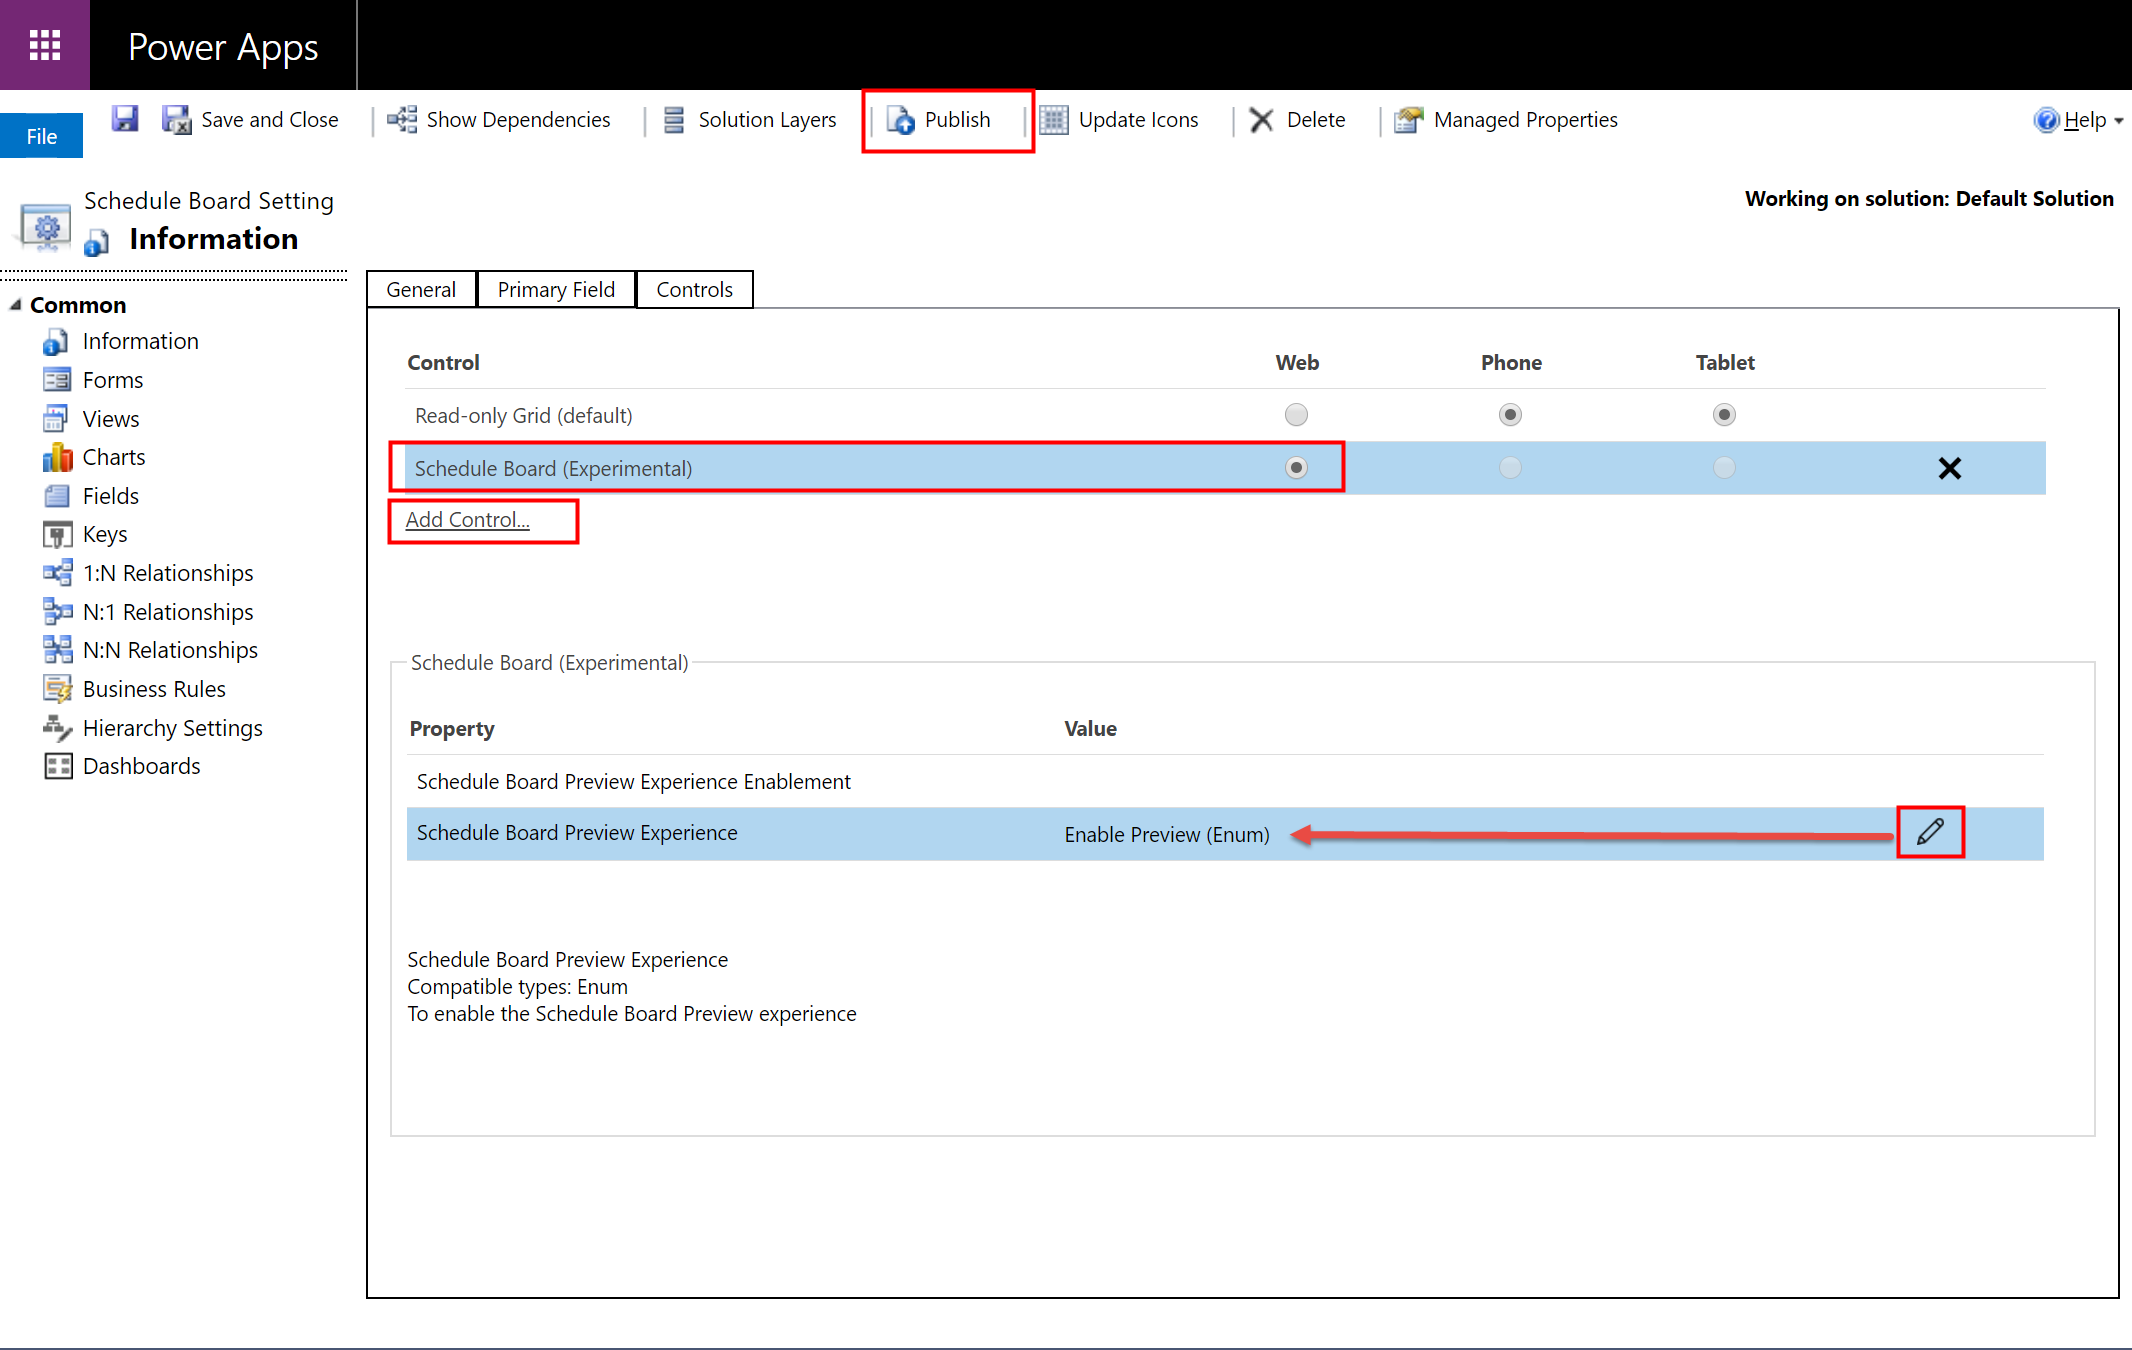 Power Apps
File
Save and Close
Show Dependencies
Solution Layers
Publish
Update Icons
Delete
Managed Properties
Help
Schedule Board Setting
Information
Working on solution: Default Solution
Common
Information
Forms
Views
Charts
Fields
Keys
1:N Relationships
N:1 Relationships
N:N Relationships
Business Rules
Hierarchy Settings
Dashboards
General
Primary Field
Controls
Control Web Phone Tablet
Read-only Grid (default)
Schedule Board (Experimental)
Add Control...
Schedule Board (Experimental)
Property Value
Schedule Board Preview Experience Enablement
Schedule Board Preview Experience Enable Preview (Enum)
Schedule Board Preview Experience
Compatible types: Enum
To enable the Schedule Board Preview experience